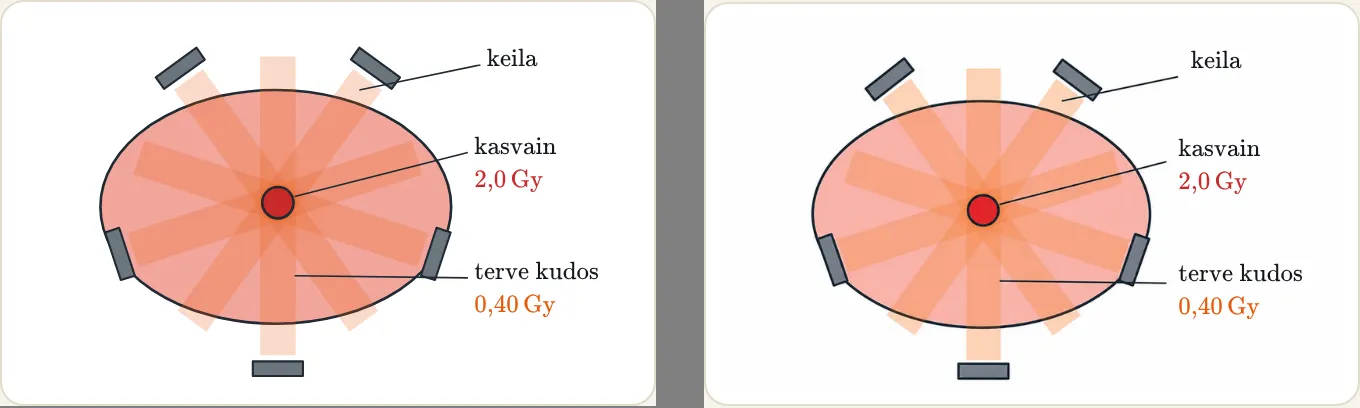 keila
kasvain
2,0 Gy
terve kudos
0,40 Gy
keila
kasvain
2,0 Gy
terve kudos
0,40 Gy